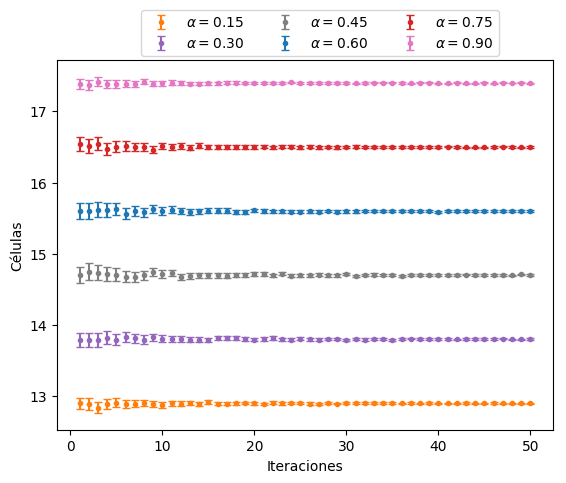 α = 0.15 α = 0.45 α = 0.75
α = 0.30 α = 0.60 α = 0.90
17
16
15
14
13
Células
0 10 20 30 40 50
Iteraciones